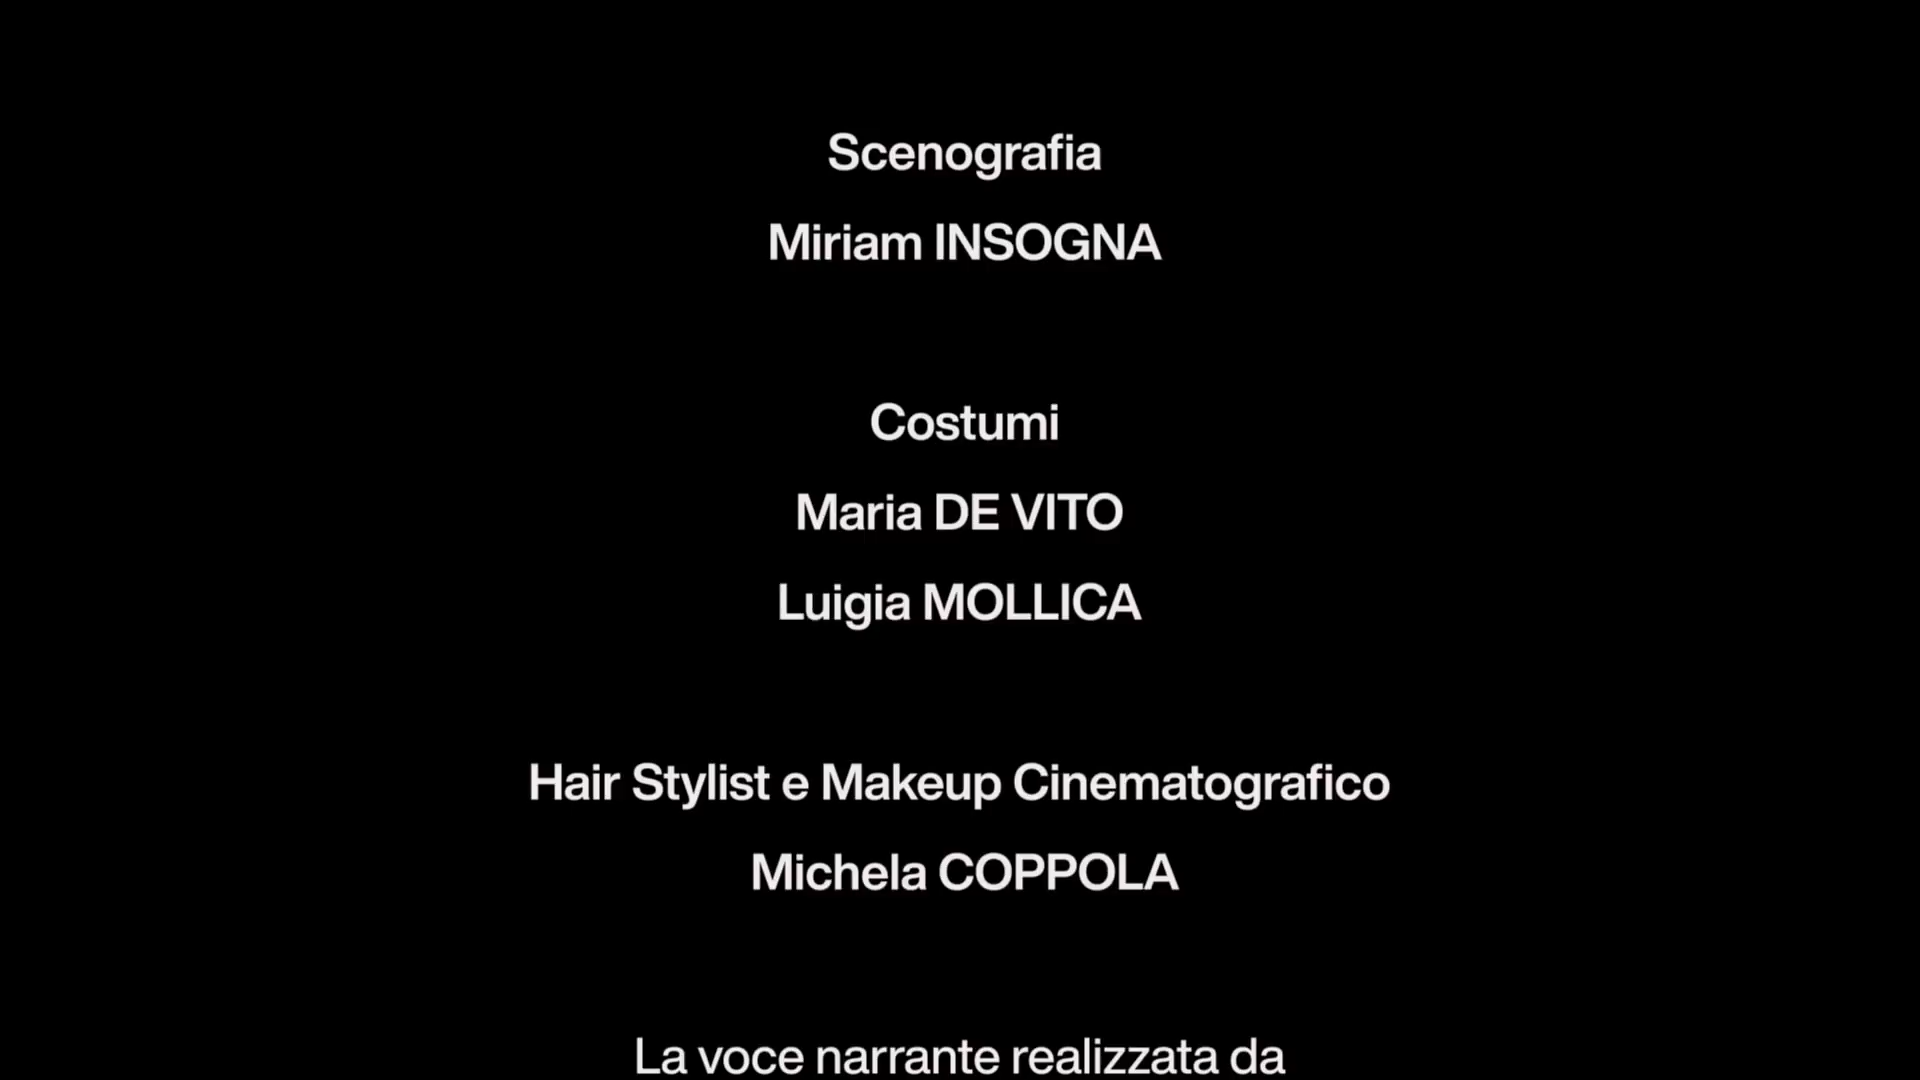 Scenografia
Miriam INSOGNA
Costumi
Maria DE VITO
Luigia MOLLICA
Hair Stylist e Makeup Cinematografico
Michela COPPOLA
La voce narrante realizzata da